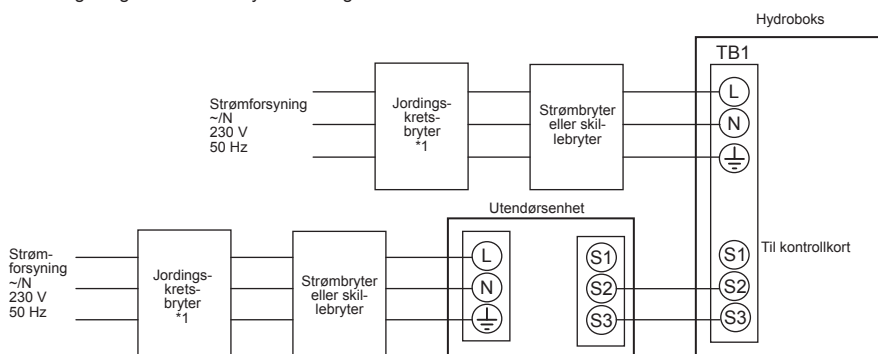 Hydroboks
TB1
Strømforsyning
~/N
230 V
50 Hz
Jordings-
krets-
bryter
*1
Strømbryter
eller skil-
lebryter
L
N
Utendørsenhet
S1
Til kontrollkort
S2
S3
Strøm-
forsyning
~/N
230 V
50 Hz
Jordings-
krets-
bryter
*1
Strømbryter
eller skil-
lebryter
L
N
S1
S2
S3